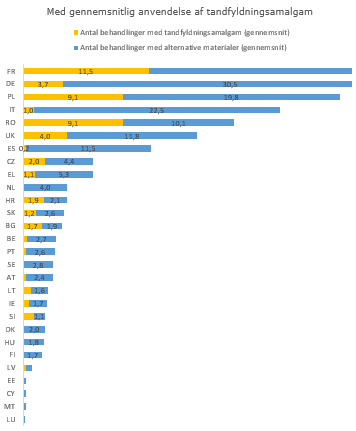 Med gennemsnitlig anvendelse af tandfyldningsamalgam
Antal behandlinger med tandfyldningsamalgam (gennemsnit)
Antal behandlinger med alternative materialer (gennemsnit)
FR 11,5
DE 3,7 30,5
PL 9,1 19,8
IT 1,0 22,5
RO 9,1 10,1
UK 4,0 11,8
ES 0,2 11,5
CZ 2,0 4,4
EL 1,1 5,3
NL 4,0
HR 1,9 2,1
SK 1,2 2,6
BG 1,7 1,9
BE 2,7
PT 2,6
SE 2,8
AT 2,4
LT 1,6
IE 1,7
SI 1,1
DK 2,0
HU 1,8
FI 1,7
LV
EE
CY
MT
LU